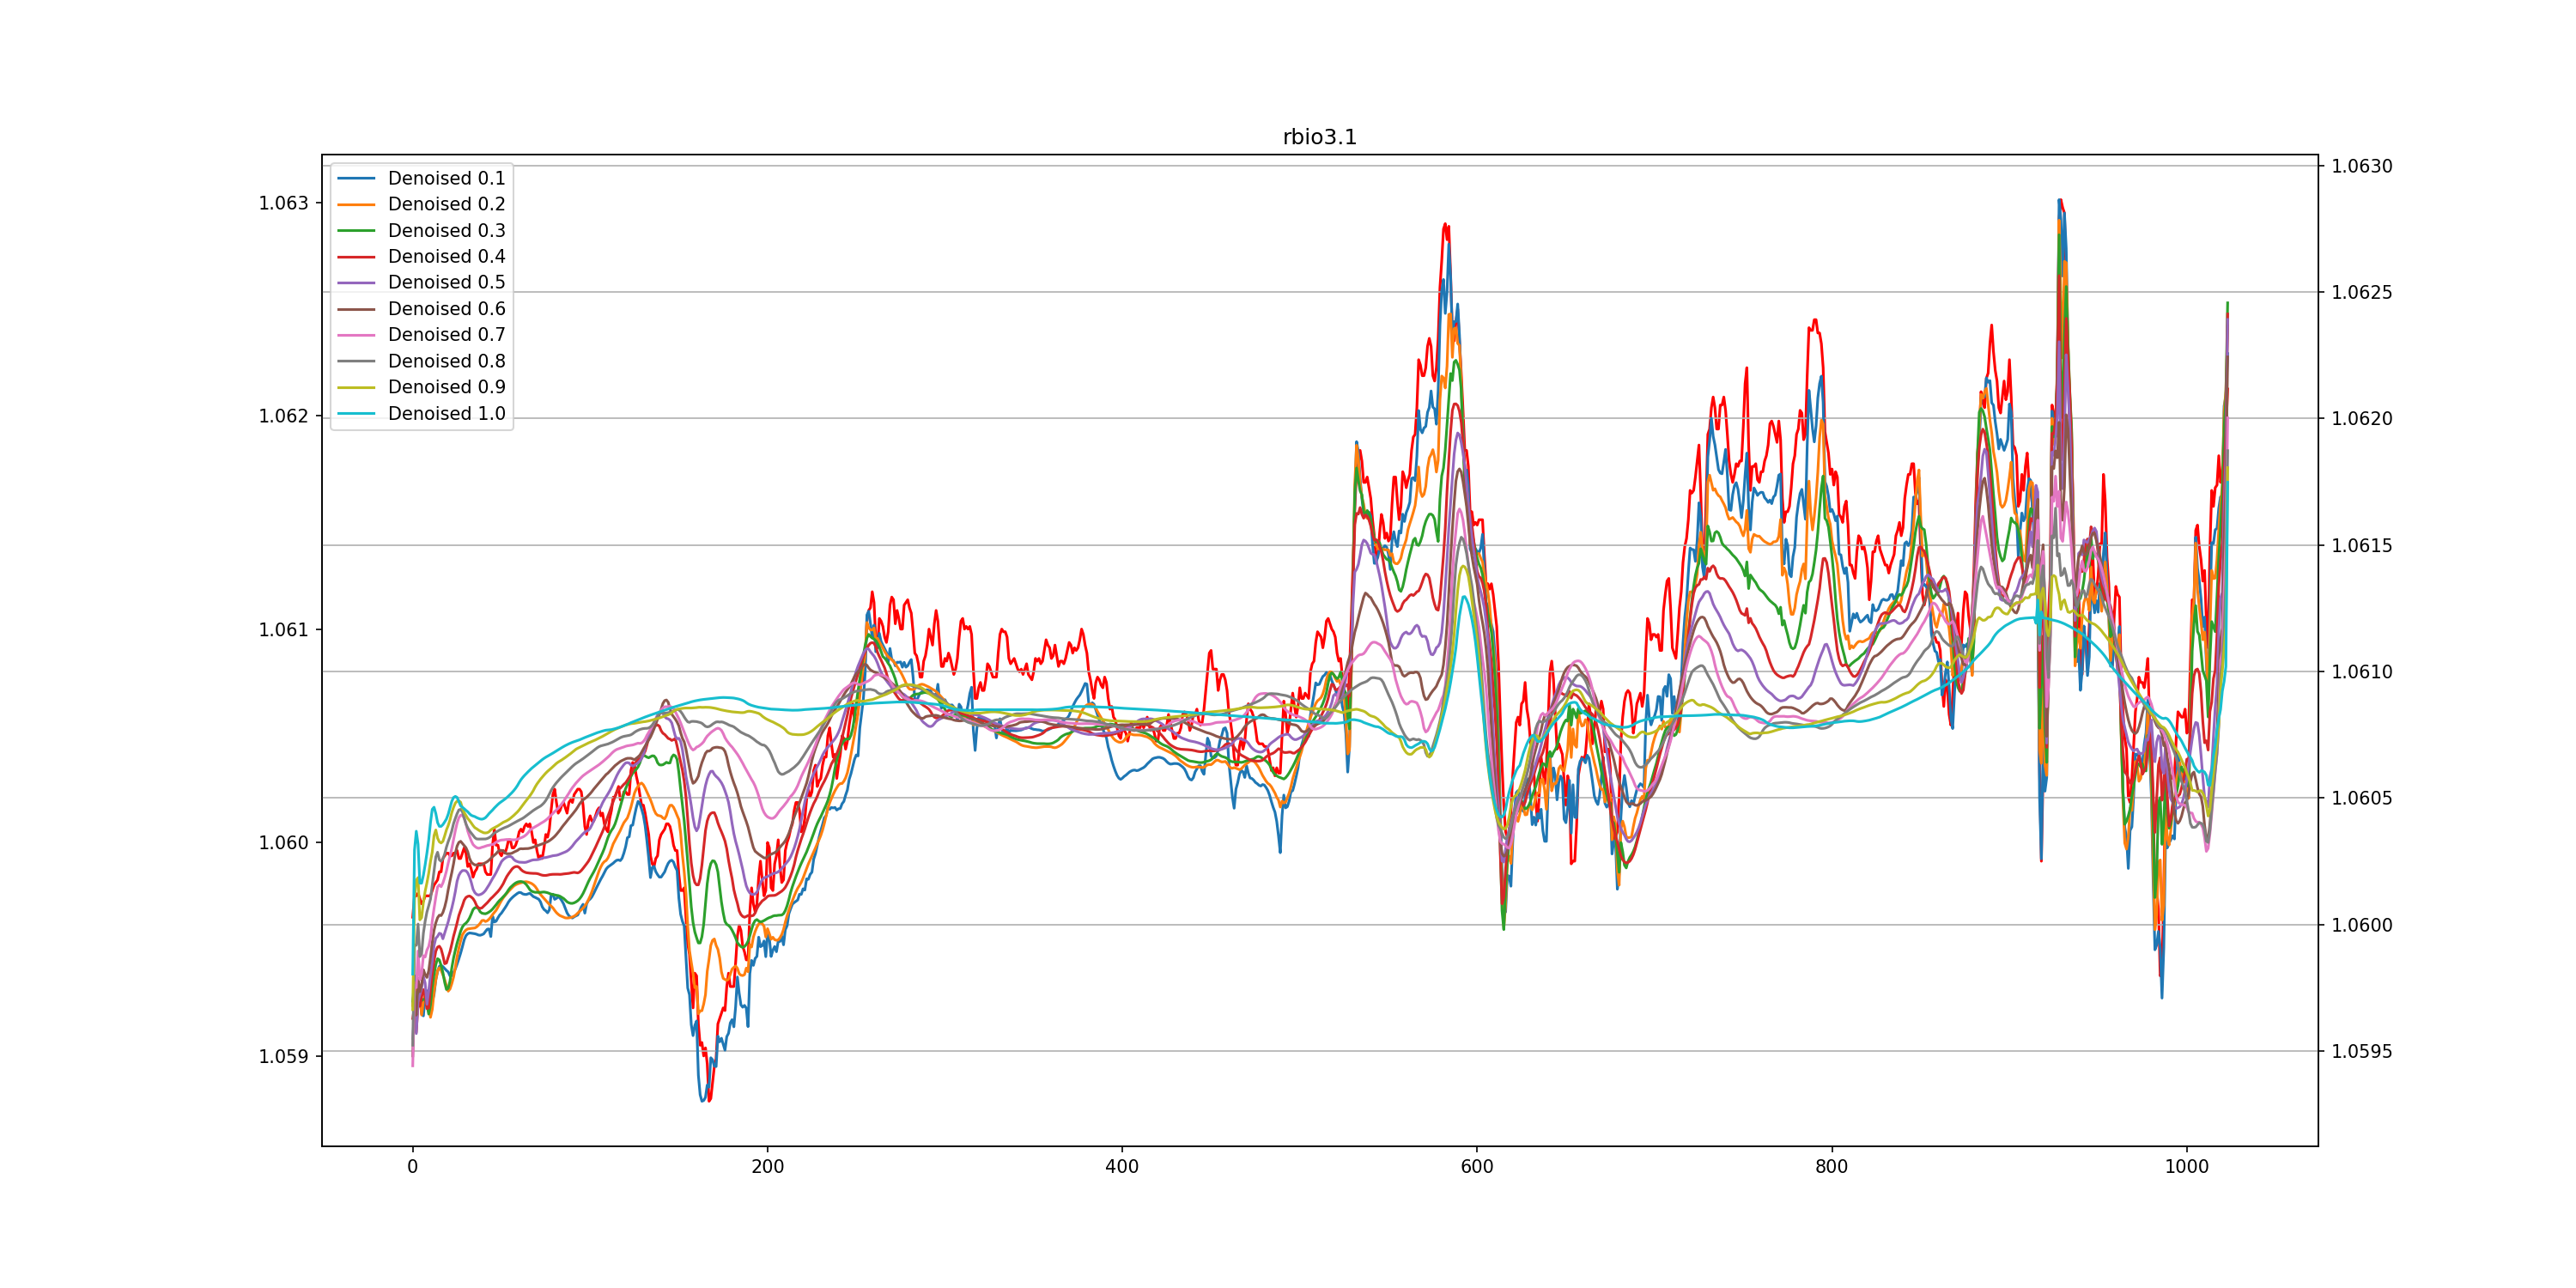 rbio3.1
Denoised 0.1
Denoised 0.2
Denoised 0.3
Denoised 0.4
Denoised 0.5
Denoised 0.6
Denoised 0.7
Denoised 0.8
Denoised 0.9
Denoised 1.0
1.063
1.062
1.061
1.060
1.059
0 200 400 600 800 1000
1.0630
1.0625
1.0620
1.0615
1.0610
1.0605
1.0600
1.0595